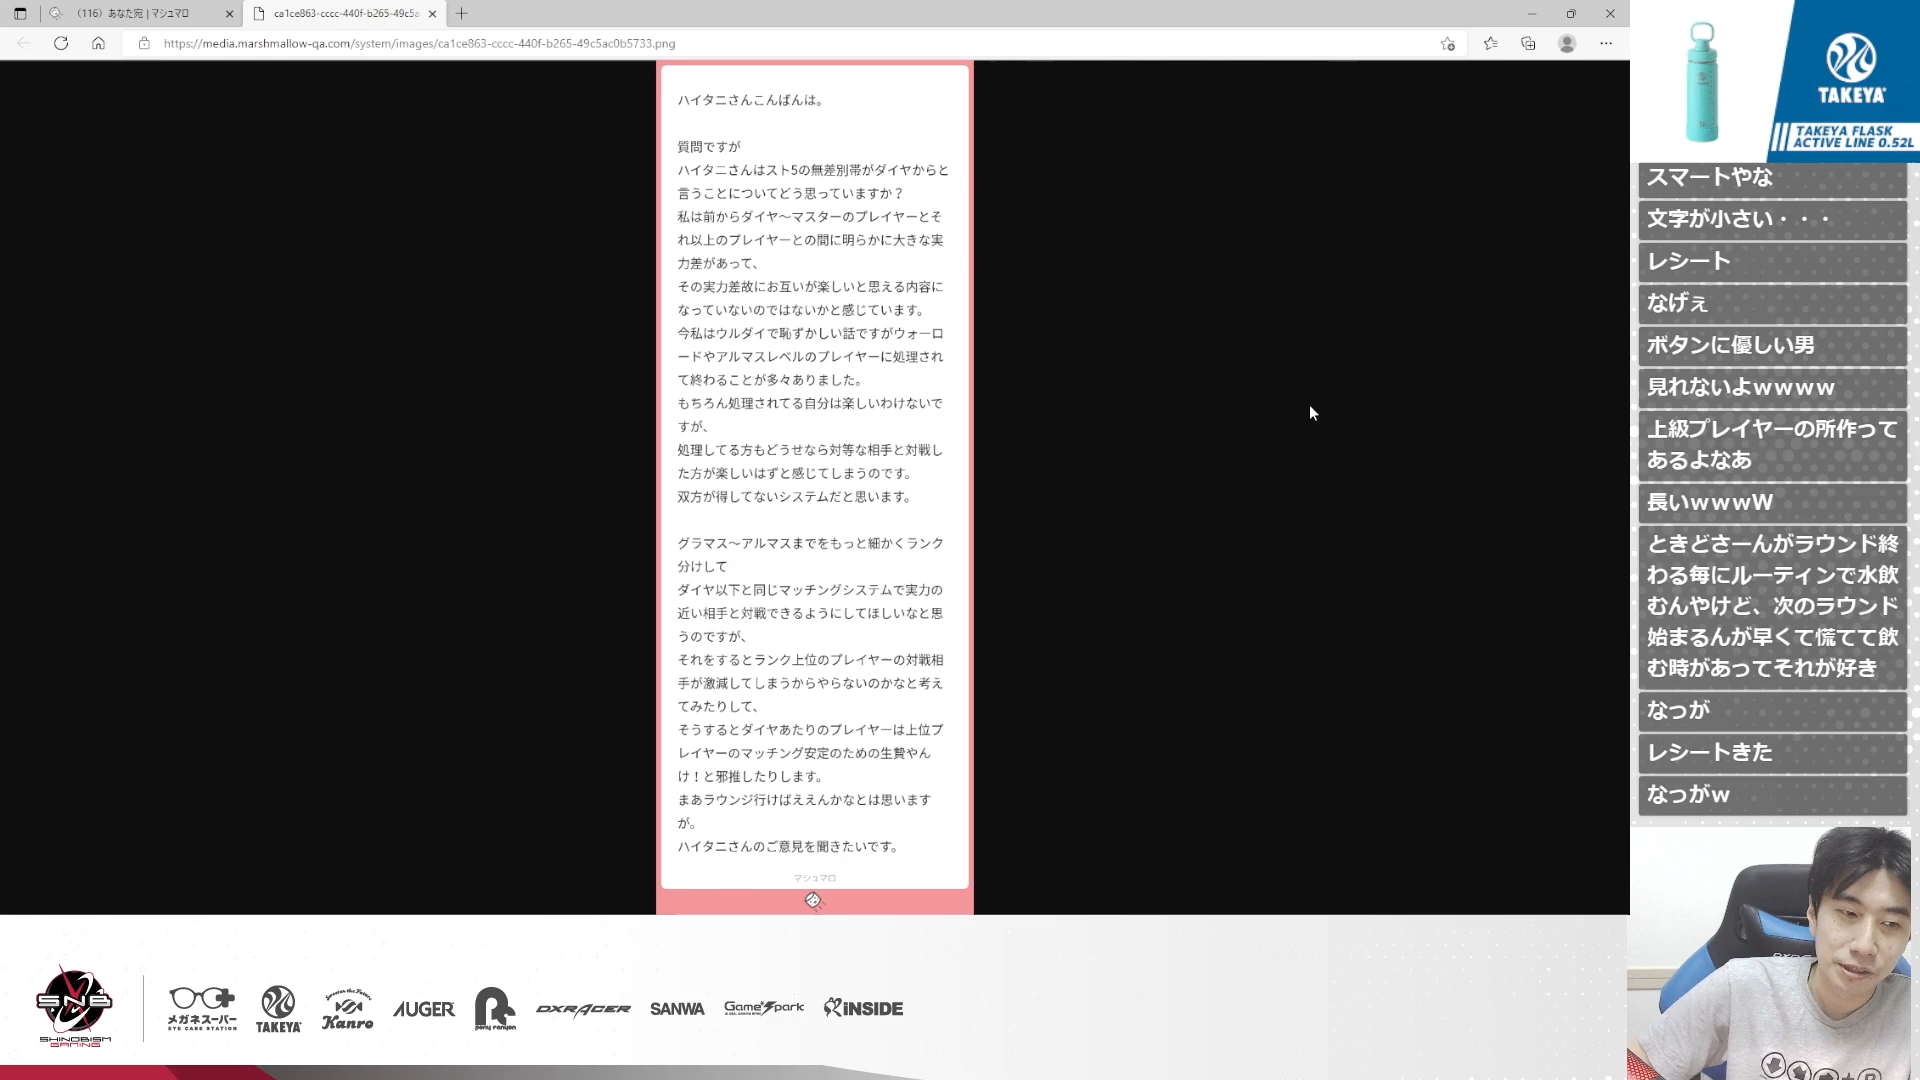 (116) あなた宛 | マシュマロ
ca1ce863-cccc-440f-b265-49c5a
https://media.marshmallow-qa.com/system/images/ca1ce863-cccc-440f-b265-49c5ac0b5733.png
ハイタニさんこんばんは。
質問ですが
ハイタニさんはスト5の無差別帯がダイヤからと
言うことについてどう思っていますか？
私は前からダイヤ～マスターのプレイヤーとそ
れ以上のプレイヤーとの間に明らかに大きな実
力差があって、
その実力差故にお互いが楽しいと思える内容に
なっていないのではないかと感じています。
今私はウルダイで恥ずかしい話ですがウォーロ
ードやアルマスレベルのプレイヤーに処理され
て終わることが多々ありました。
もちろん処理されてる自分は楽しいわけないで
すが、
処理してる方もどうせなら対等な相手と対戦し
た方が楽しいはずと感じてしまうのです。
双方が得してないシステムだと思います。
グラマス～アルマスまでをもっと細かくランク
分けして
ダイヤ以下と同じマッチングシステムで実力の
近い相手と対戦できるようにしてほしいなと思
うのですが、
それをするとランク上位のプレイヤーの対戦相
手が激減してしまうからやらないのかなと考え
てみたりして、
そうするとダイヤあたりのプレイヤーは上位プ
レイヤーのマッチング安定のための生贄やん
け！と邪推したりします。
まあラウンジ行けばええんかなとは思います
が。
ハイタニさんのご意見を聞きたいです。
マシュマロ
TAKEYA
TAKEYA FLASK
ACTIVE LINE 0.52L
スマートやな
文字が小さい・・・
レシート
なげぇ
ボタンに優しい男
見れないよwwww
上級プレイヤーの所作って
あるよなあ
長いwwwW
ときどさーんがラウンド終
わる毎にルーティンで水飲
むんやけど、次のラウンド
始まるんが早くて慌てて飲
む時があってそれが好き
なっが
レシートきた
なっがw
SNB
SHINOBISM
GAMING
メガネスーパー
EYE CARE STATION
TAKEYA
Sweeten the Future
Kanro
AUGER
pony canyon
DXRACER
SANWA
Game*Spark
iNSIDE